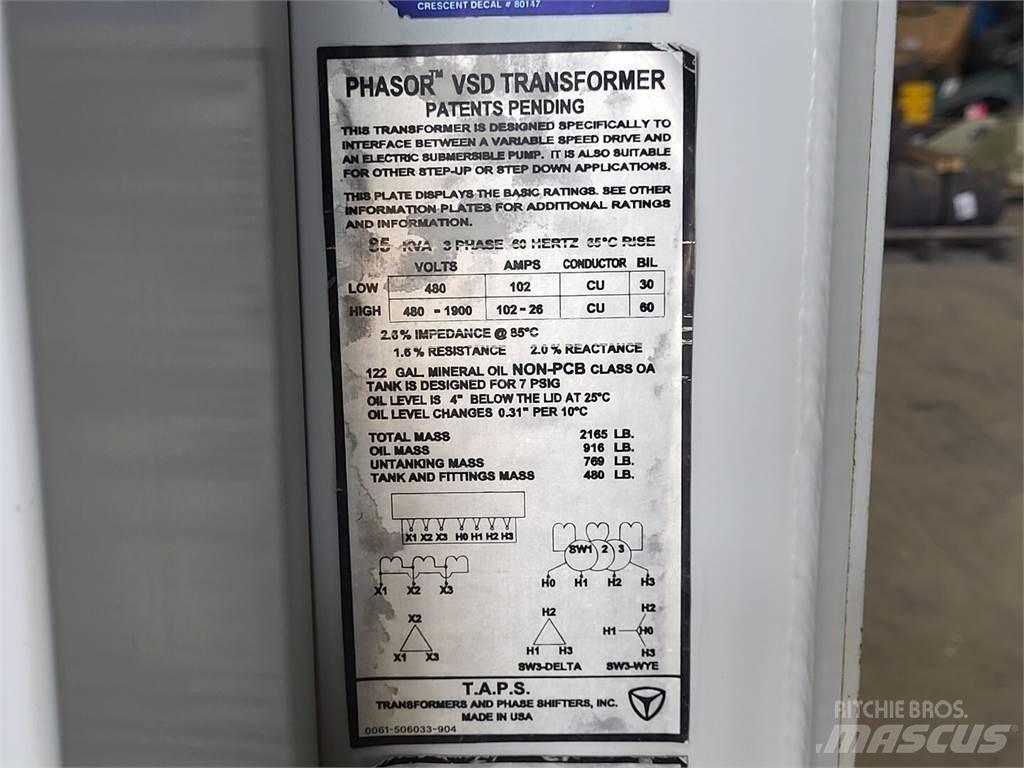 CRESCENT DECAL # 80147
PHASOR™ VSD TRANSFORMER
PATENTS PENDING
THIS TRANSFORMER IS DESIGNED SPECIFICALLY TO
INTERFACE BETWEEN A VARIABLE SPEED DRIVE AND
AN ELECTRIC SUBMERSIBLE PUMP. IT IS ALSO SUITABLE
FOR OTHER STEP-UP OR STEP DOWN APPLICATIONS.
THIS PLATE DISPLAYS THE BASIC RATINGS. SEE OTHER
INFORMATION PLATES FOR ADDITIONAL RATINGS
AND INFORMATION.
85 KVA 3 PHASE 60 HERTZ 65°C RISE
VOLTS AMPS CONDUCTOR BIL
LOW 480 102 CU 30
HIGH 480 - 1900 102 - 26 CU 60
2.6 % IMPEDANCE @ 85°C
1.6 % RESISTANCE 2.0 % REACTANCE
122 GAL. MINERAL OIL NON-PCB CLASS OA
TANK IS DESIGNED FOR 7 PSIG
OIL LEVEL IS 4" BELOW THE LID AT 25°C
OIL LEVEL CHANGES 0.31" PER 10°C
TOTAL MASS 2165 LB.
OIL MASS 916 LB.
UNTANKING MASS 769 LB.
TANK AND FITTINGS MASS 480 LB.
X1 X2 X3 H0 H1 H2 H3
SW1 2 3
X1 X2 X3
H0 H1 H2 H3
X2
X1 X3
H2
H1 H3
SW3-DELTA
H2
H1 H0
H3
SW3-WYE
T.A.P.S.
TRANSFORMERS AND PHASE SHIFTERS, INC.
MADE IN USA
0061-506033-904
RITCHIE BROS.
MASCUS